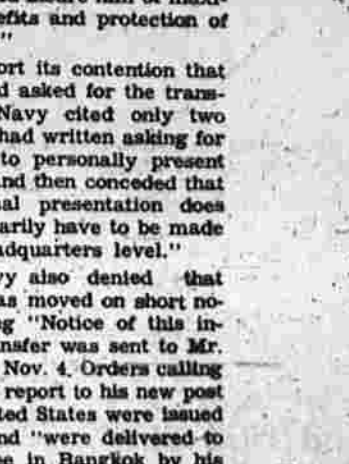 efits and protection of
"
ort its contention that
d asked for the trans-
Navy cited only two
had written asking for
to personally present
nd then conceded that
al presentation does
arily have to be made
adquarters level."
vy also denied that
as moved on short no-
g "Notice of this in-
nsfer was sent to Mr.
Nov. 4. Orders calling
report to his new post
ted States were issued
nd "were delivered to
ee in Bangkok by his